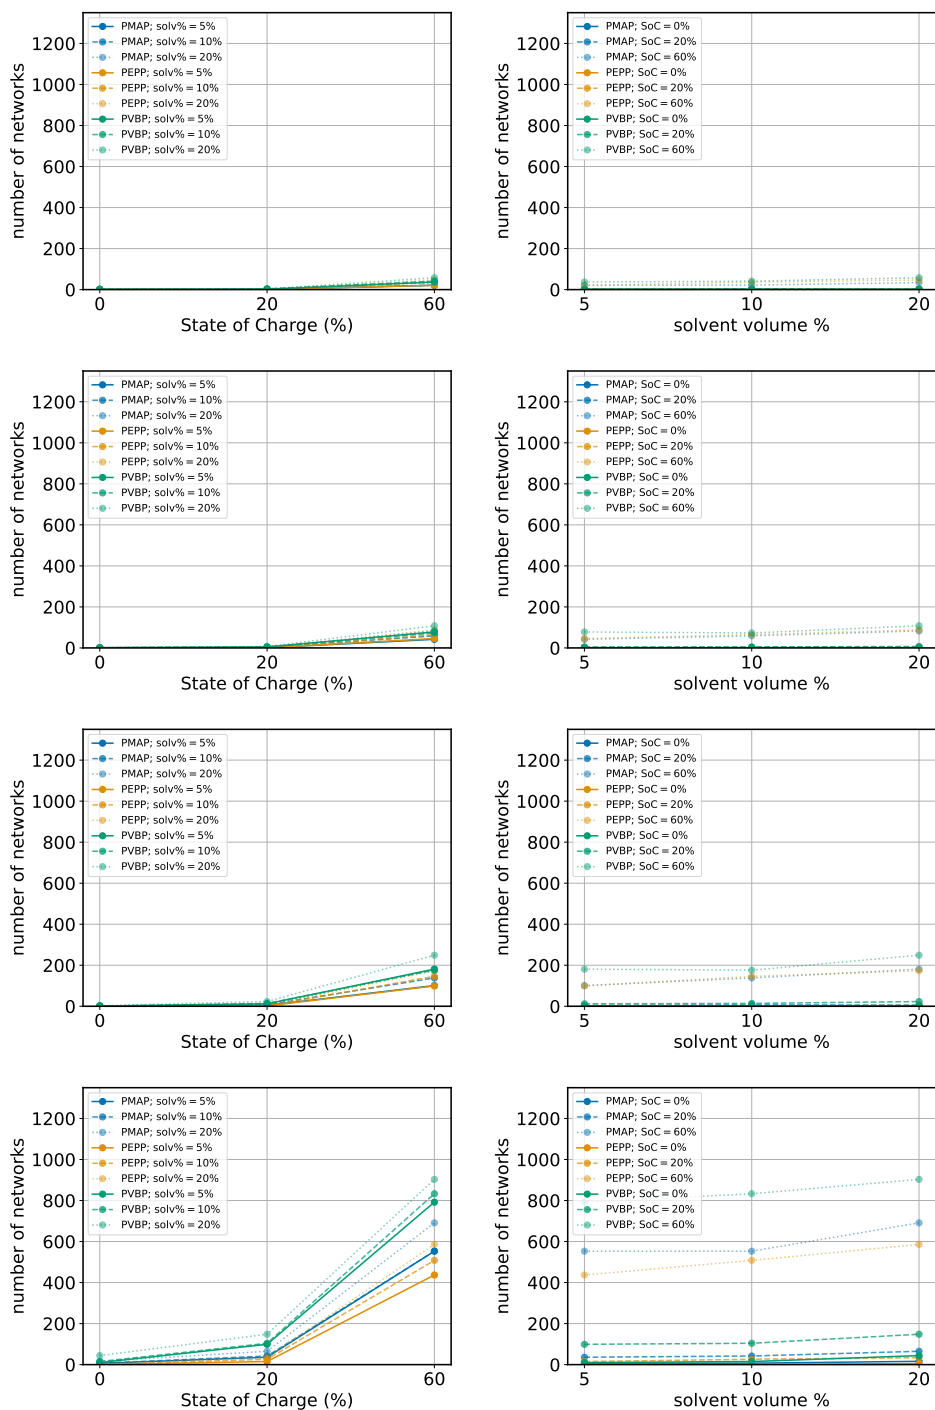 number of networks
1200
1000
800
600
400
200
0
PMAP; solv% = 5%
PMAP; solv% = 10%
PMAP; solv% = 20%
PEPP; solv% = 5%
PEPP; solv% = 10%
PEPP; solv% = 20%
PVBP; solv% = 5%
PVBP; solv% = 10%
PVBP; solv% = 20%
0 20 60
State of Charge (%)
number of networks
1200
1000
800
600
400
200
0
PMAP; SoC = 0%
PMAP; SoC = 20%
PMAP; SoC = 60%
PEPP; SoC = 0%
PEPP; SoC = 20%
PEPP; SoC = 60%
PVBP; SoC = 0%
PVBP; SoC = 20%
PVBP; SoC = 60%
5 10 20
solvent volume %
number of networks
1200
1000
800
600
400
200
0
PMAP; solv% = 5%
PMAP; solv% = 10%
PMAP; solv% = 20%
PEPP; solv% = 5%
PEPP; solv% = 10%
PEPP; solv% = 20%
PVBP; solv% = 5%
PVBP; solv% = 10%
PVBP; solv% = 20%
0 20 60
State of Charge (%)
number of networks
1200
1000
800
600
400
200
0
PMAP; SoC = 0%
PMAP; SoC = 20%
PMAP; SoC = 60%
PEPP; SoC = 0%
PEPP; SoC = 20%
PEPP; SoC = 60%
PVBP; SoC = 0%
PVBP; SoC = 20%
PVBP; SoC = 60%
5 10 20
solvent volume %
number of networks
1200
1000
800
600
400
200
0
PMAP; solv% = 5%
PMAP; solv% = 10%
PMAP; solv% = 20%
PEPP; solv% = 5%
PEPP; solv% = 10%
PEPP; solv% = 20%
PVBP; solv% = 5%
PVBP; solv% = 10%
PVBP; solv% = 20%
0 20 60
State of Charge (%)
number of networks
1200
1000
800
600
400
200
0
PMAP; SoC = 0%
PMAP; SoC = 20%
PMAP; SoC = 60%
PEPP; SoC = 0%
PEPP; SoC = 20%
PEPP; SoC = 60%
PVBP; SoC = 0%
PVBP; SoC = 20%
PVBP; SoC = 60%
5 10 20
solvent volume %
number of networks
1200
1000
800
600
400
200
0
PMAP; solv% = 5%
PMAP; solv% = 10%
PMAP; solv% = 20%
PEPP; solv% = 5%
PEPP; solv% = 10%
PEPP; solv% = 20%
PVBP; solv% = 5%
PVBP; solv% = 10%
PVBP; solv% = 20%
0 20 60
State of Charge (%)
number of networks
1200
1000
800
600
400
200
0
PMAP; SoC = 0%
PMAP; SoC = 20%
PMAP; SoC = 60%
PEPP; SoC = 0%
PEPP; SoC = 20%
PEPP; SoC = 60%
PVBP; SoC = 0%
PVBP; SoC = 20%
PVBP; SoC = 60%
5 10 20
solvent volume %